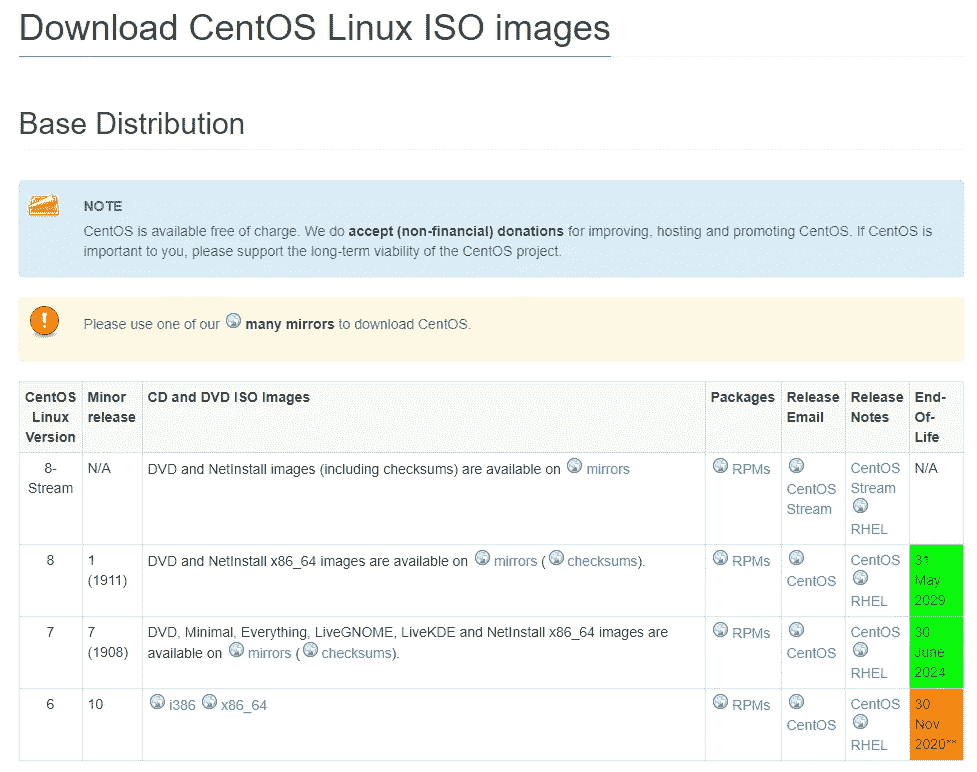 Download CentOS Linux ISO images
Base Distribution
NOTE
CentOS is available free of charge. We do accept (non-financial) donations for improving, hosting and promoting CentOS. If CentOS is
important to you, please support the long-term viability of the CentOS project.
Please use one of our many mirrors to download CentOS.
CentOS Linux Version
Minor release
CD and DVD ISO Images
Packages
Release Email
Release Notes
End-Of-Life
8-Stream
N/A
DVD and NetInstall images (including checksums) are available on mirrors
RPMs
CentOS Stream
CentOS Stream
RHEL
N/A
8
1 (1911)
DVD and NetInstall x86_64 images are available on mirrors ( checksums).
RPMs
CentOS
CentOS
RHEL
31 May 2029
7
7 (1908)
DVD, Minimal, Everything, LiveGNOME, LiveKDE and NetInstall x86_64 images are
available on mirrors ( checksums).
RPMs
CentOS
CentOS
RHEL
30 June 2024
6
10
i386 x86_64
RPMs
CentOS
CentOS
RHEL
30 Nov 2020**